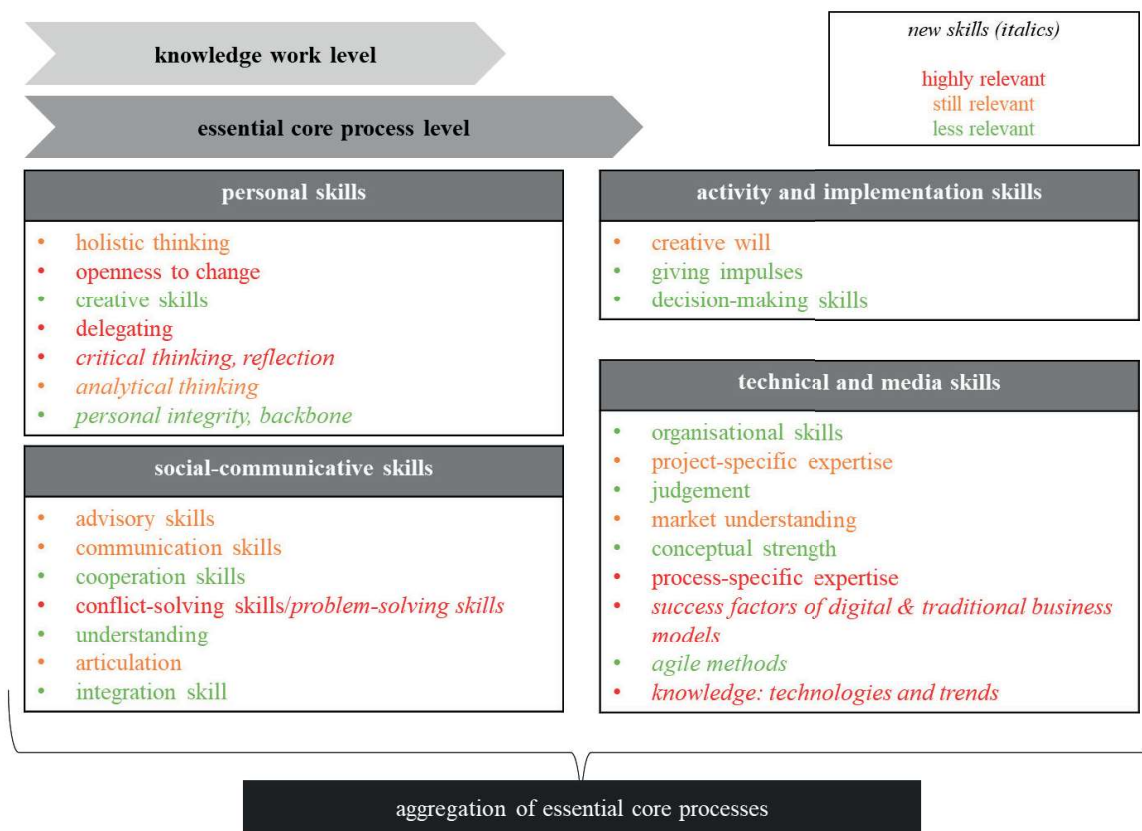 knowledge work level
essential core process level
new skills (italics)
highly relevant
still relevant
less relevant
personal skills
• holistic thinking
• openness to change
• creative skills
• delegating
• critical thinking, reflection
• analytical thinking
• personal integrity, backbone
social-communicative skills
• advisory skills
• communication skills
• cooperation skills
• conflict-solving skills/problem-solving skills
• understanding
• articulation
• integration skill
activity and implementation skills
• creative will
• giving impulses
• decision-making skills
technical and media skills
• organisational skills
• project-specific expertise
• judgement
• market understanding
• conceptual strength
• process-specific expertise
• success factors of digital & traditional business
models
• agile methods
• knowledge: technologies and trends
aggregation of essential core processes